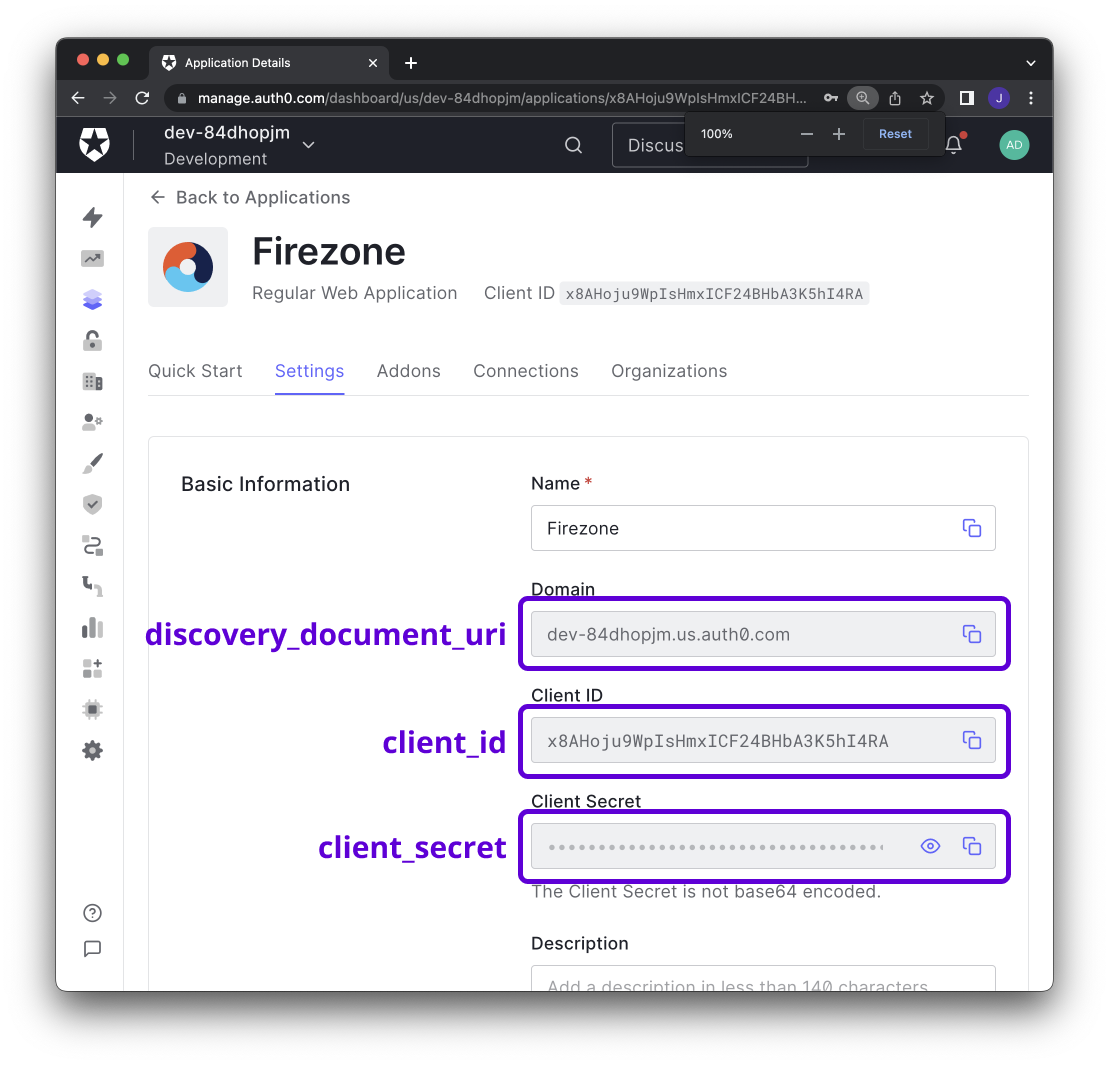 Application Details
manage.auth0.com/dashboard/us/dev-84dhopjm/applications/x8AHoju9WpIsHmxICF24BH...
J
100%
Reset
dev-84dhopjm
Development
Discus
AD
Back to Applications
Firezone
Regular Web Application Client ID x8AHoju9WpIsHmxICF24BHbA3K5hI4RA
Quick Start Settings Addons Connections Organizations
Basic Information
Name *
Firezone
Domain
discovery_document_uri
dev-84dhopjm.us.auth0.com
Client ID
client_id
x8AHoju9WpIsHmxICF24BHbA3K5hI4RA
Client Secret
client_secret
The Client Secret is not base64 encoded.
Description
Add a description in less than 140 characters